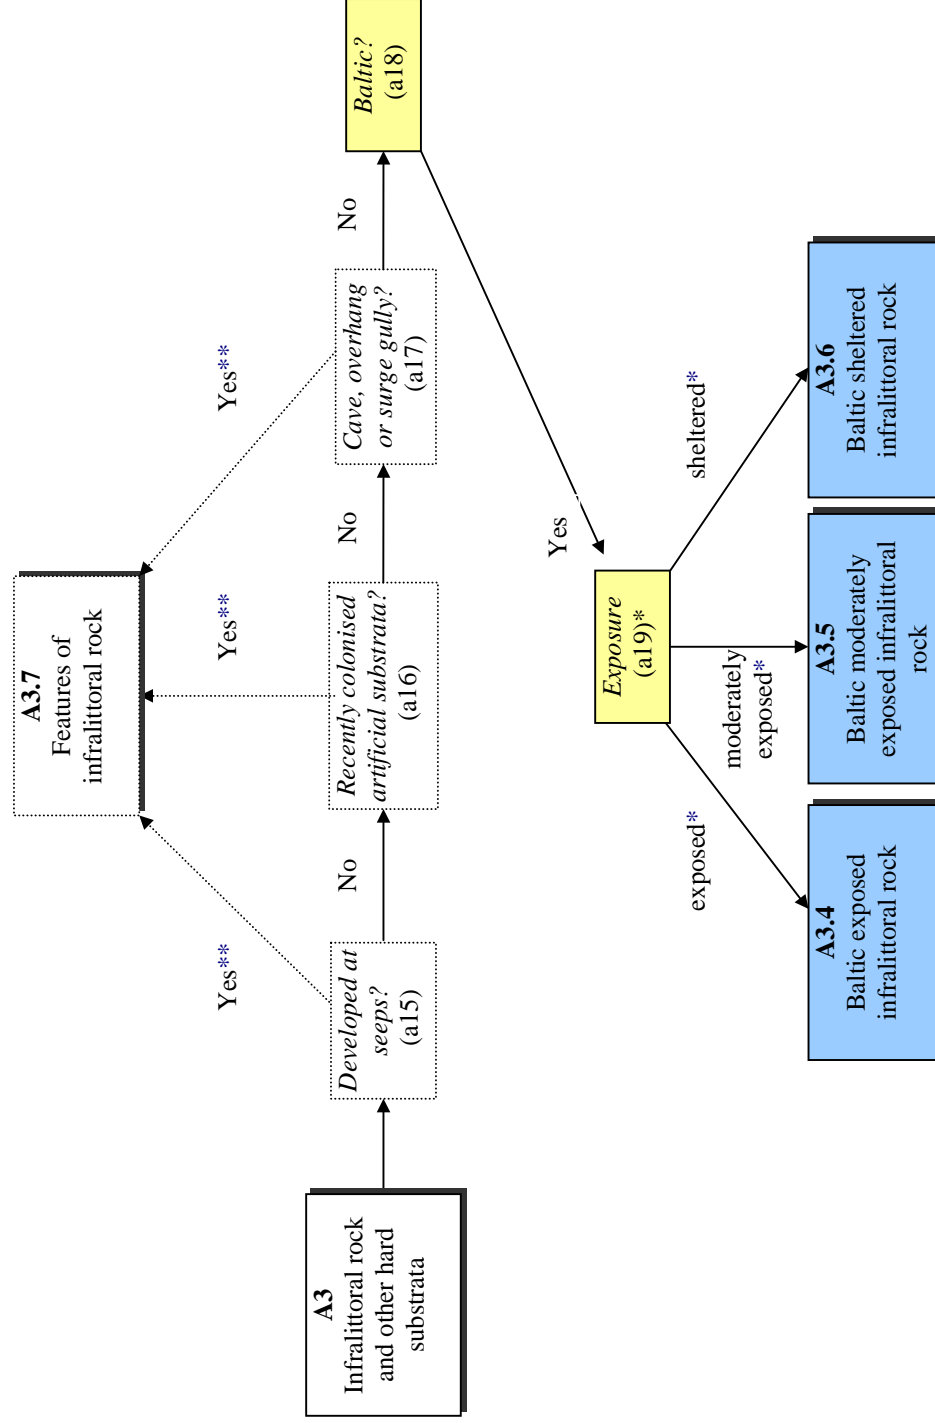 A3.7
Features of
infralittoral rock
Yes**
Yes**
Yes**
A3
Infralittoral rock
and other hard
substrata
Developed at
seeps?
(a15)
No
Recently colonised
artificial substrata?
(a16)
No
Cave, overhang
or surge gully?
(a17)
No
Baltic?
(a18)
Yes
Exposure
(a19)*
exposed*
moderately
exposed*
sheltered*
A3.4
Baltic exposed
infralittoral rock
A3.5
Baltic moderately
exposed infralittoral
rock
A3.6
Baltic sheltered
infralittoral rock